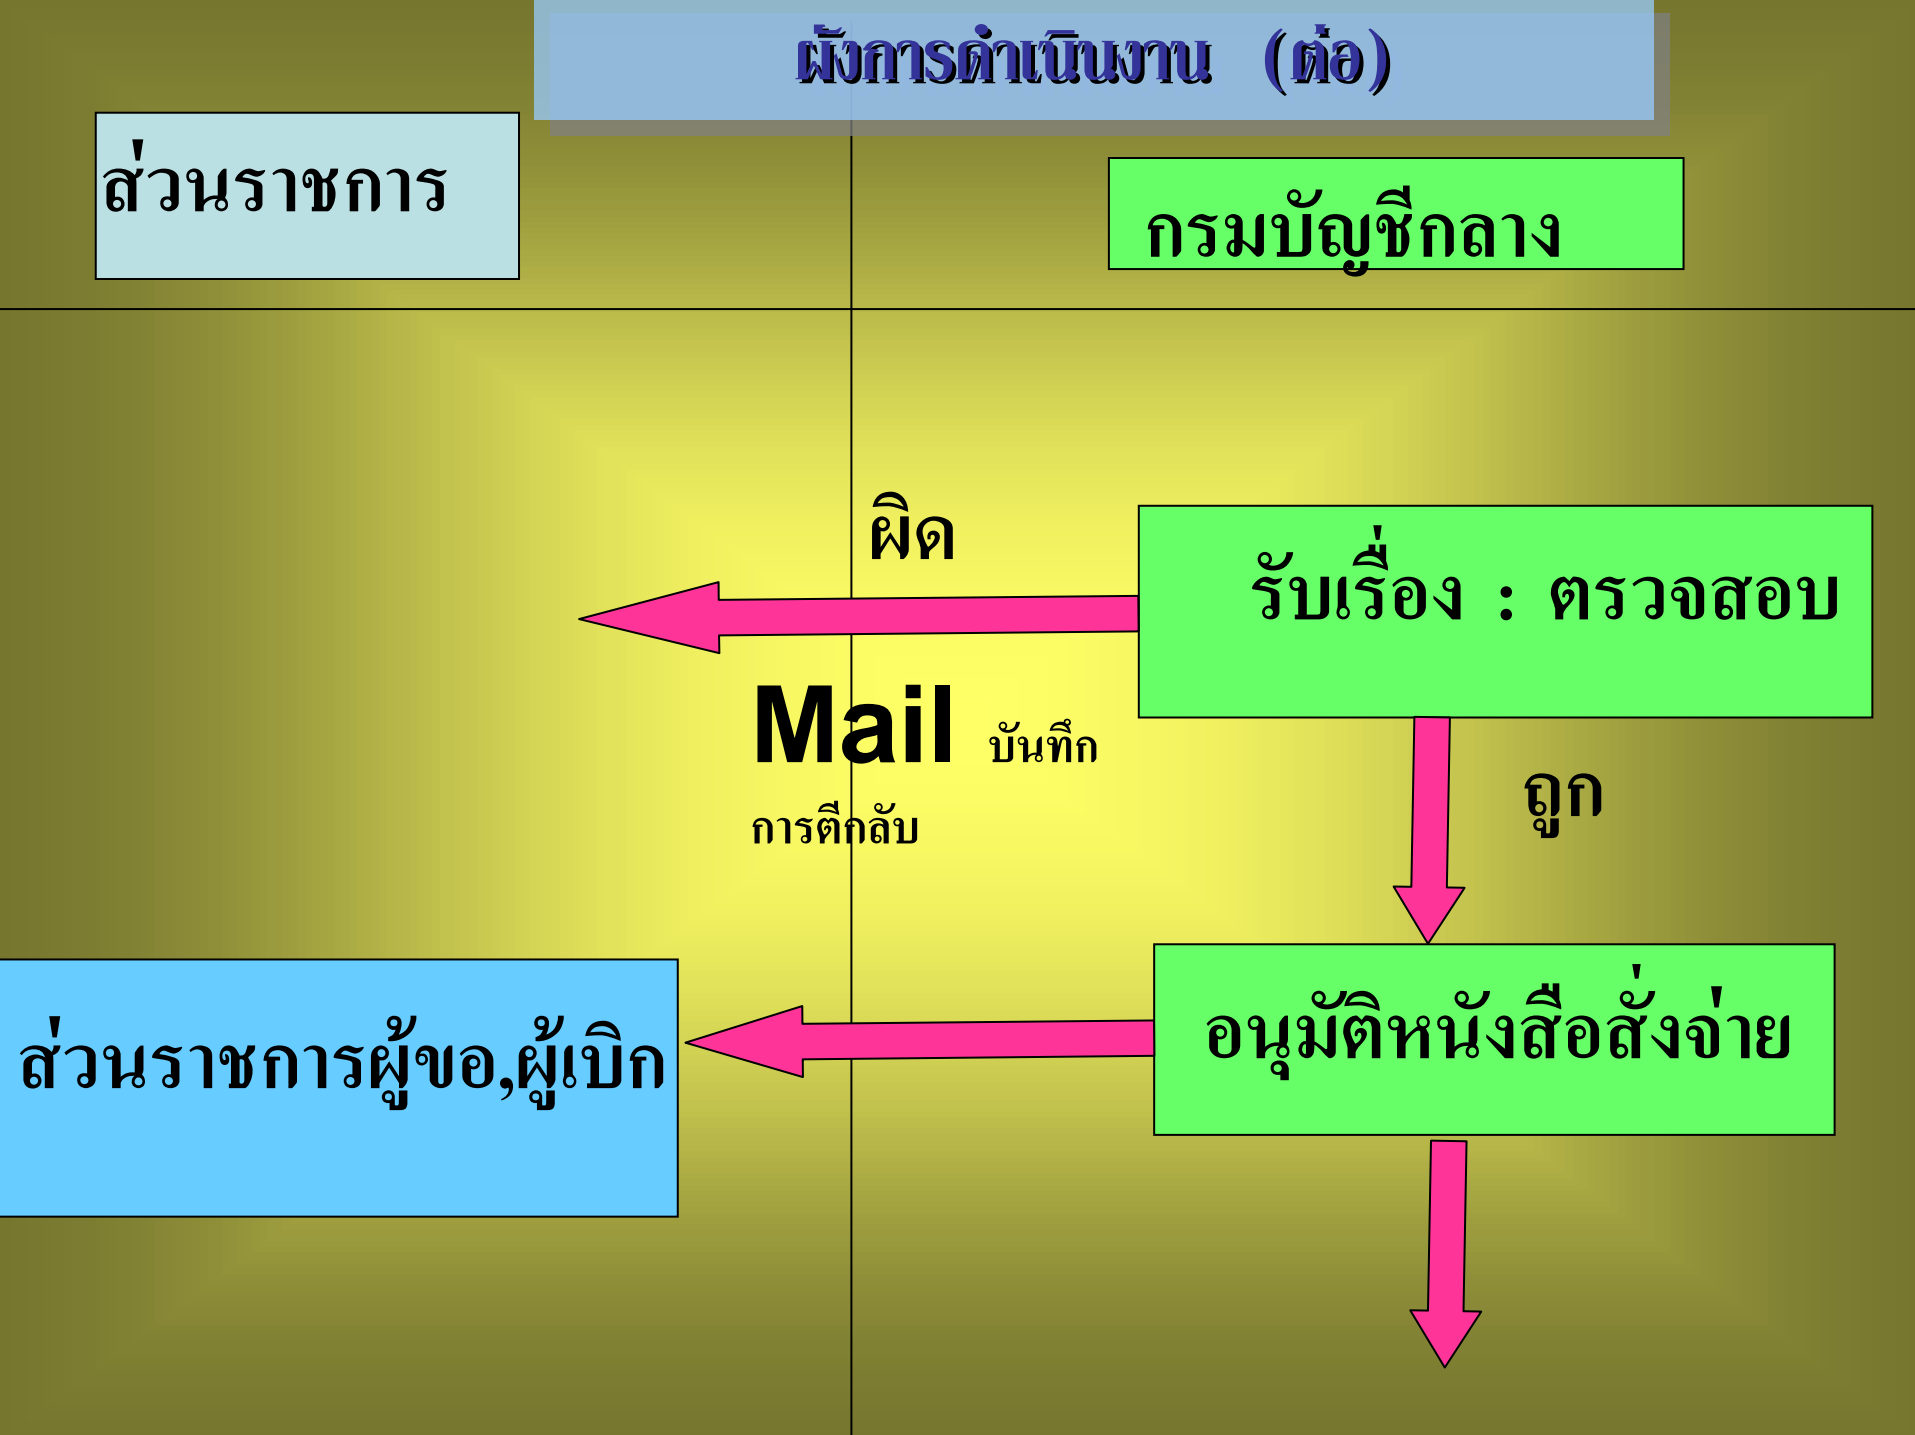 ผังการดำเนินงาน (ต่อ)
ส่วนราชการ
กรมบัญชีกลาง
ผิด
รับเรื่อง : ตรวจสอบ
Mail บันทึก
การตีกลับ
ถูก
อนุมัติหนังสือสั่งจ่าย
ส่วนราชการผู้ขอ,ผู้เบิก